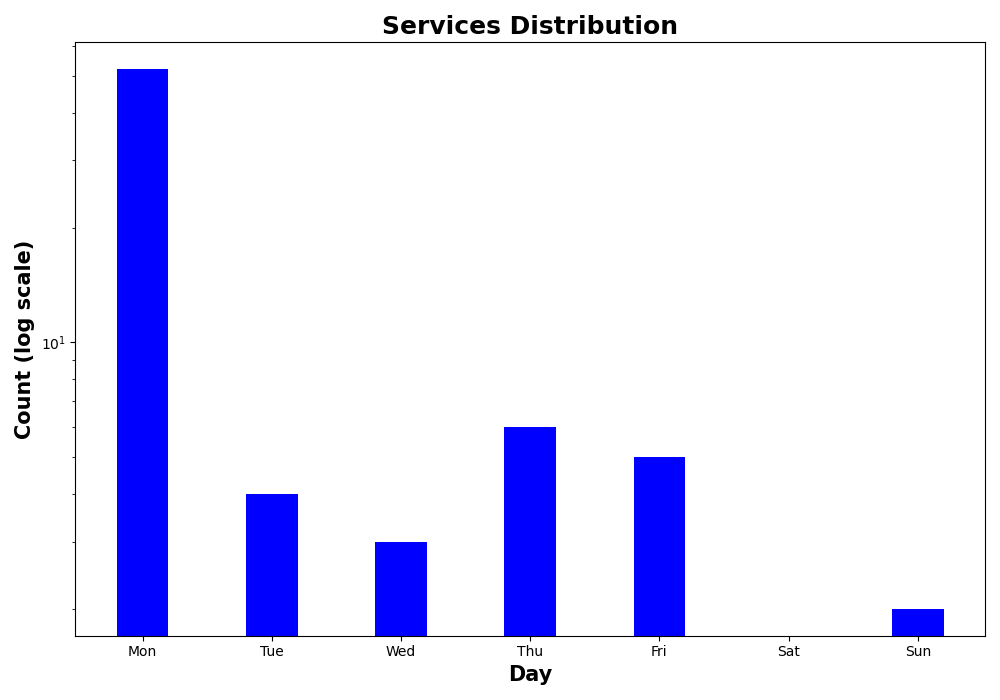 Services Distribution
Count (log scale)
10¹
Mon Tue Wed Thu Fri Sat Sun
Day